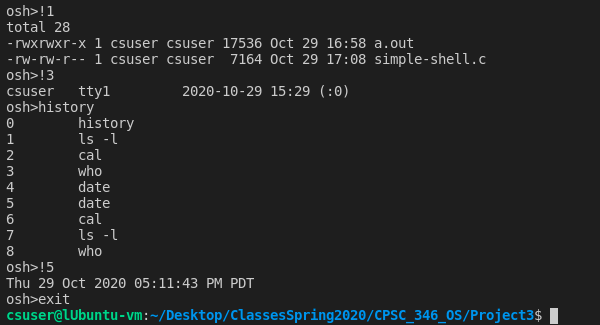 osh>!1
total 28
-rwxrwxr-x 1 csuser csuser 17536 Oct 29 16:58 a.out
-rw-rw-r-- 1 csuser csuser  7164 Oct 29 17:08 simple-shell.c
osh>!3
csuser   tty1         2020-10-29 15:29 (:0)
osh>history
0        history
1        ls -l
2        cal
3        who
4        date
5        date
6        cal
7        ls -l
8        who
osh>!5
Thu 29 Oct 2020 05:11:43 PM PDT
osh>exit
csuser@lUbuntu-vm:~/Desktop/ClassesSpring2020/CPSC_346_OS/Project3$